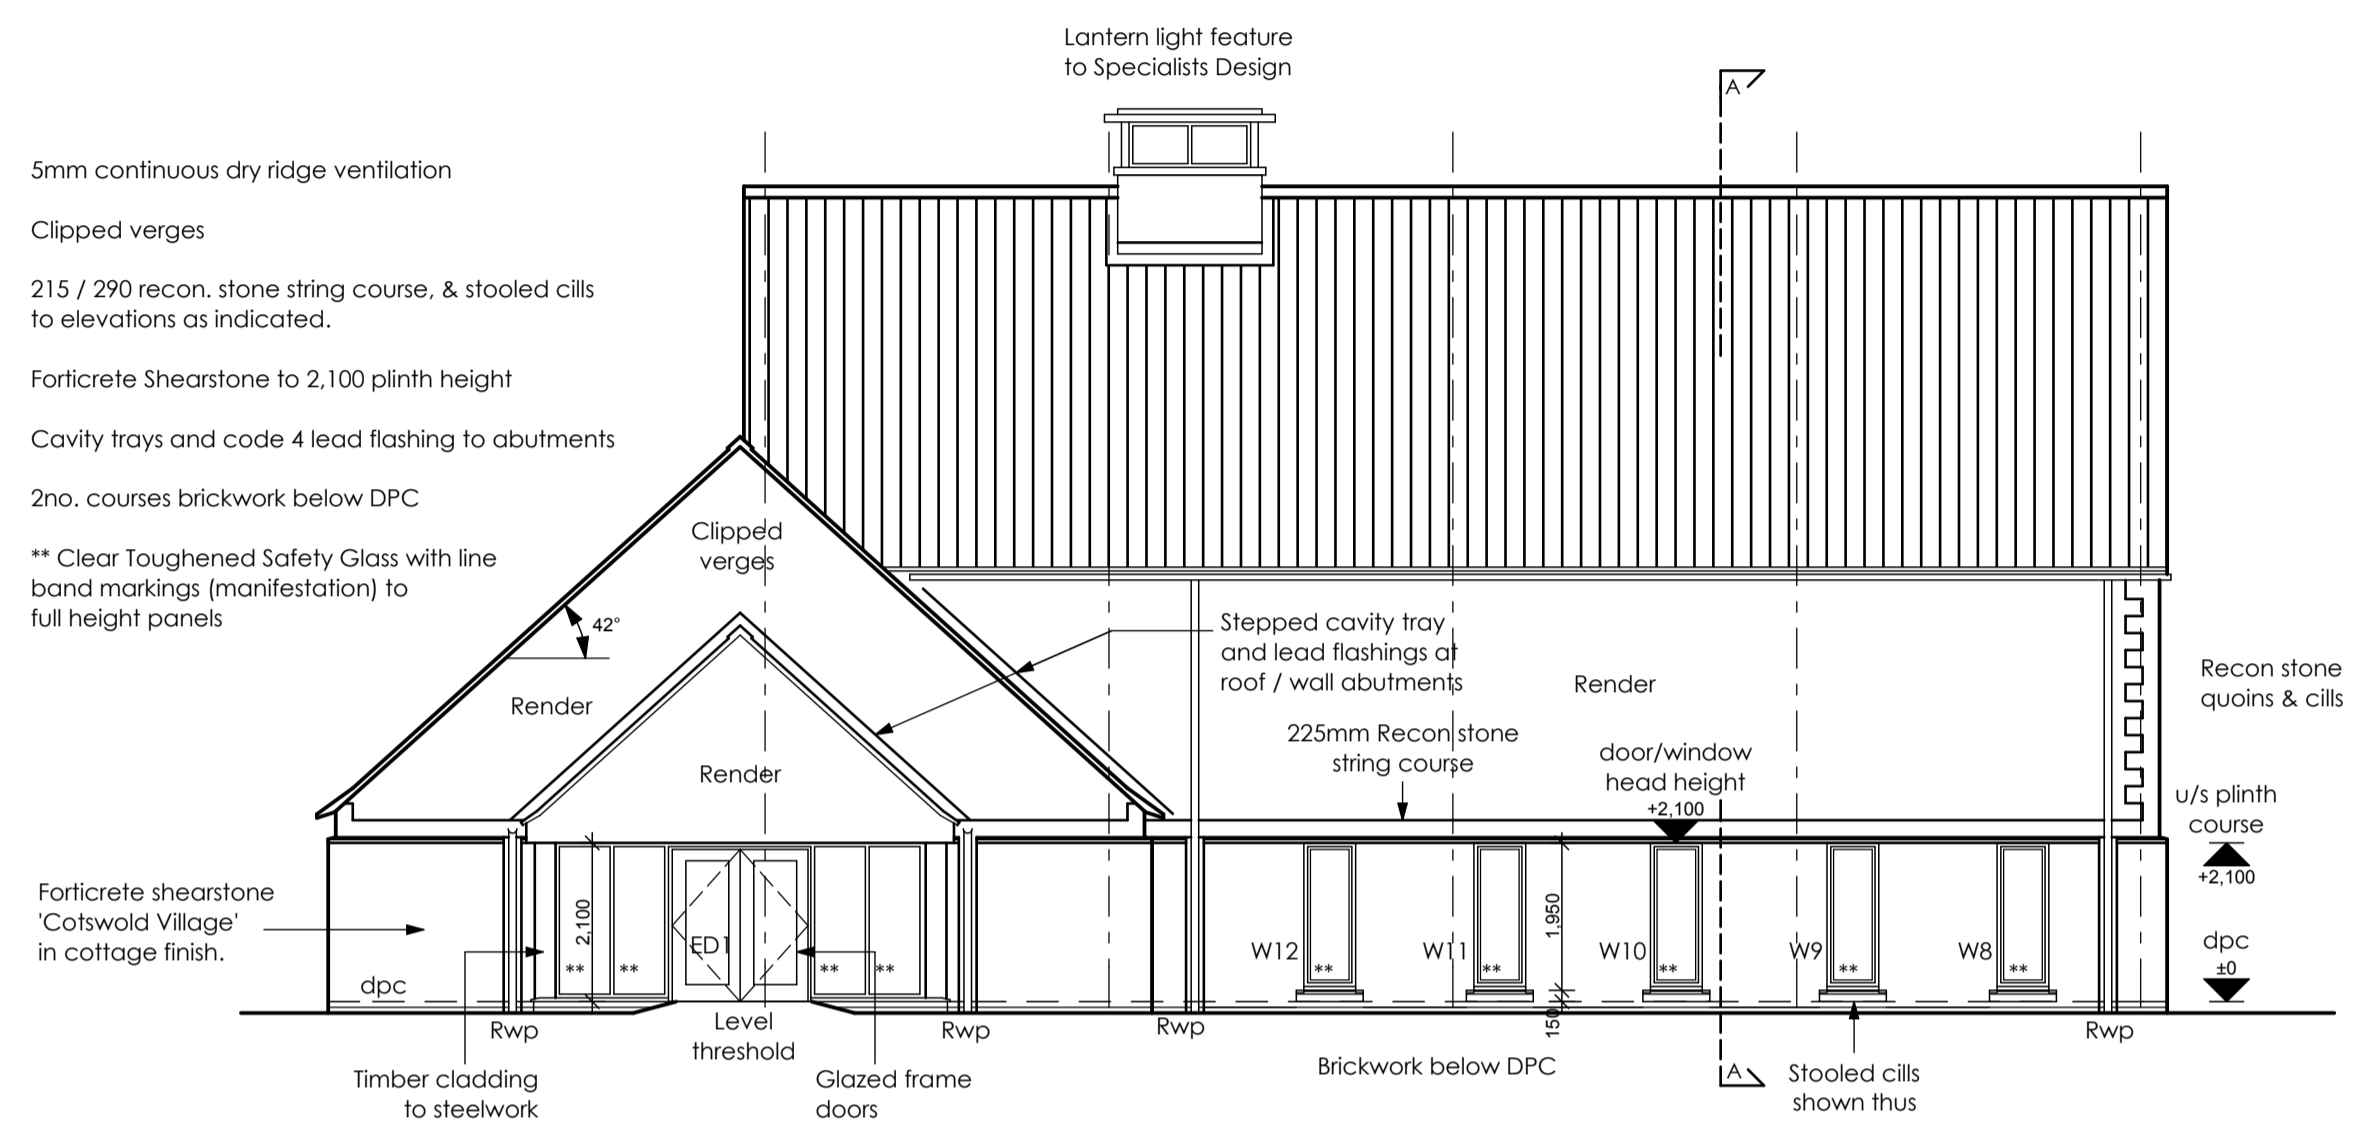 Lantern light feature
to Specialists Design
A
5mm continuous dry ridge ventilation
Clipped verges
215 / 290 recon. stone string course, & stooled cills
to elevations as indicated.
Forticrete Shearstone to 2,100 plinth height
Cavity trays and code 4 lead flashing to abutments
2no. courses brickwork below DPC
** Clear Toughened Safety Glass with line
band markings (manifestation) to
full height panels
Clipped
verges
42°
Render
Render
Stepped cavity tray
and lead flashings at
roof / wall abutments
Render
225mm Recon stone
string course
door/window
head height
+2,100
Recon stone
quoins & cills
u/s plinth
course
+2,100
dpc
±0
Forticrete shearstone
'Cotswold Village'
in cottage finish.
dpc
2,100
** **
ED1
** **
W12
**
W11
**
1,950
150
W10
**
W9
**
W8
**
Rwp
Level
threshold
Rwp
Rwp
Rwp
Timber cladding
to steelwork
Glazed frame
doors
Brickwork below DPC
A
Stooled cills
shown thus